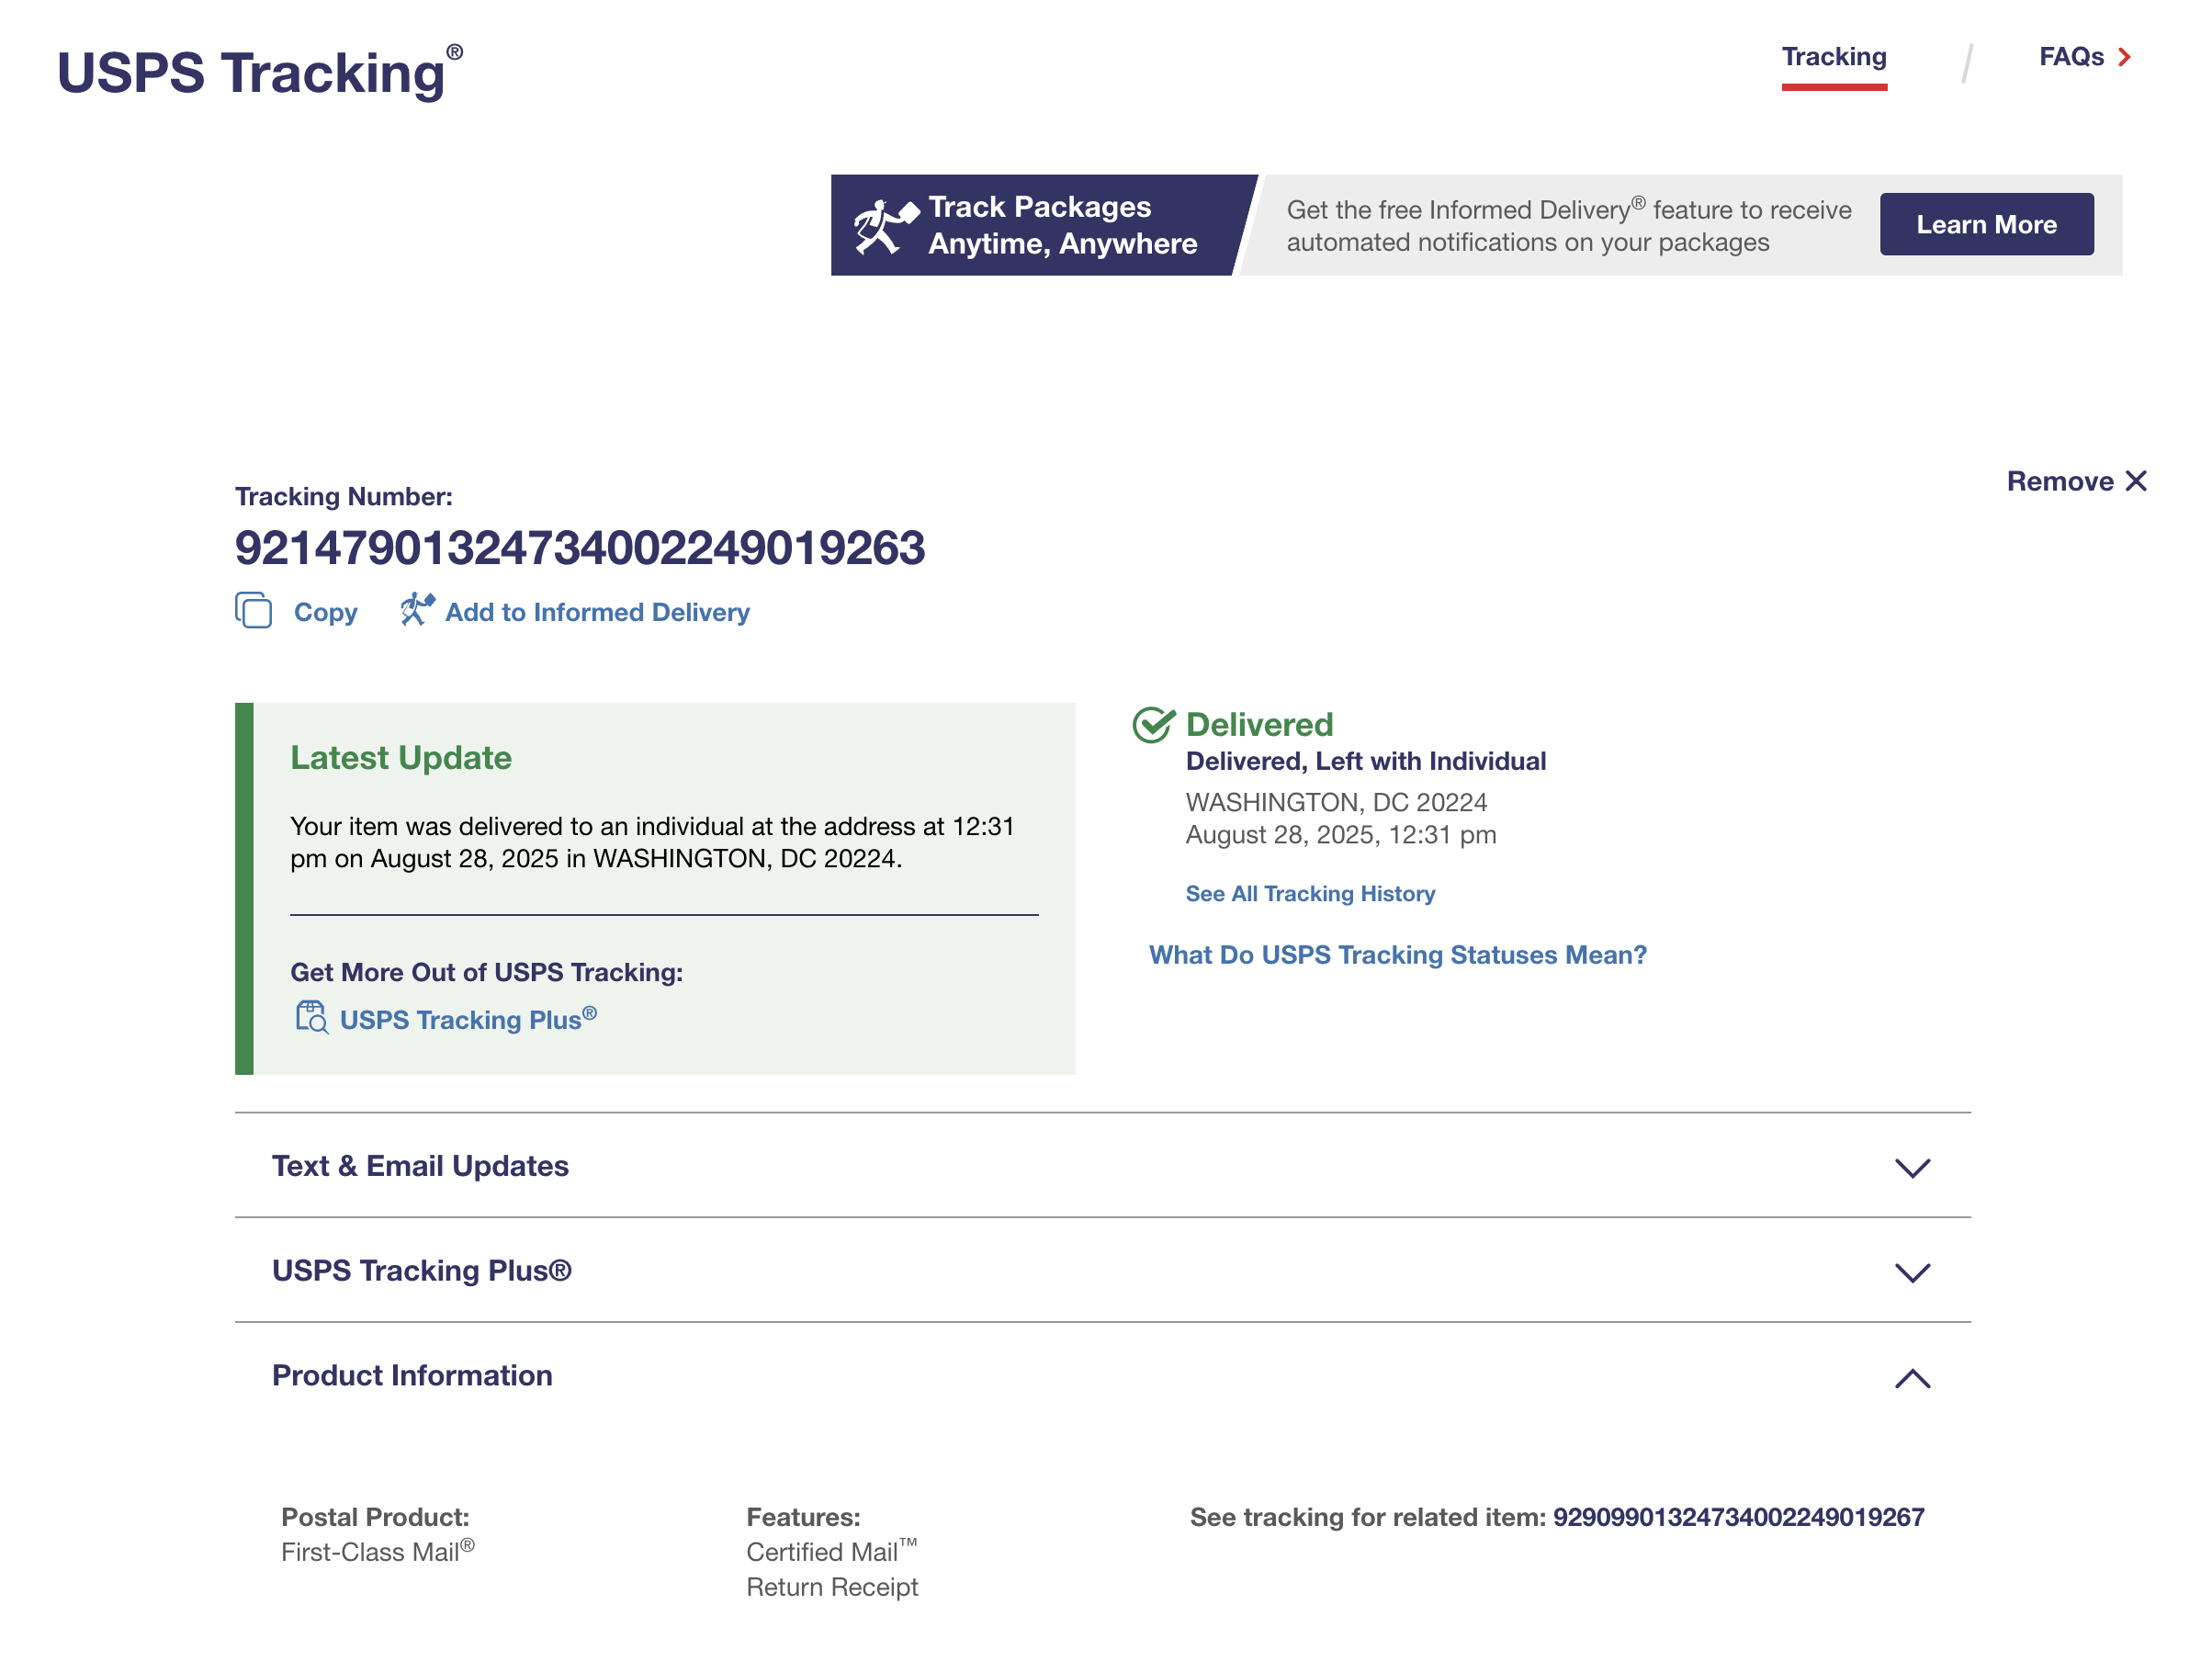 USPS Tracking®
Tracking
FAQs
Track Packages
Anytime, Anywhere
Get the free Informed Delivery® feature to receive
automated notifications on your packages
Learn More
Remove
Tracking Number:
9214790132473400224901926​3
Copy
Add to Informed Delivery
Latest Update
Your item was delivered to an individual at the address at 12:31
pm on August 28, 2025 in WASHINGTON, DC 20224.
Get More Out of USPS Tracking:
USPS Tracking Plus®
Delivered
Delivered, Left with Individual
WASHINGTON, DC 20224
August 28, 2025, 12:31 pm
See All Tracking History
What Do USPS Tracking Statuses Mean?
Text & Email Updates
USPS Tracking Plus®
Product Information
Postal Product:
First-Class Mail®
Features:
Certified Mail™
Return Receipt
See tracking for related item: 92909901324734002249019267